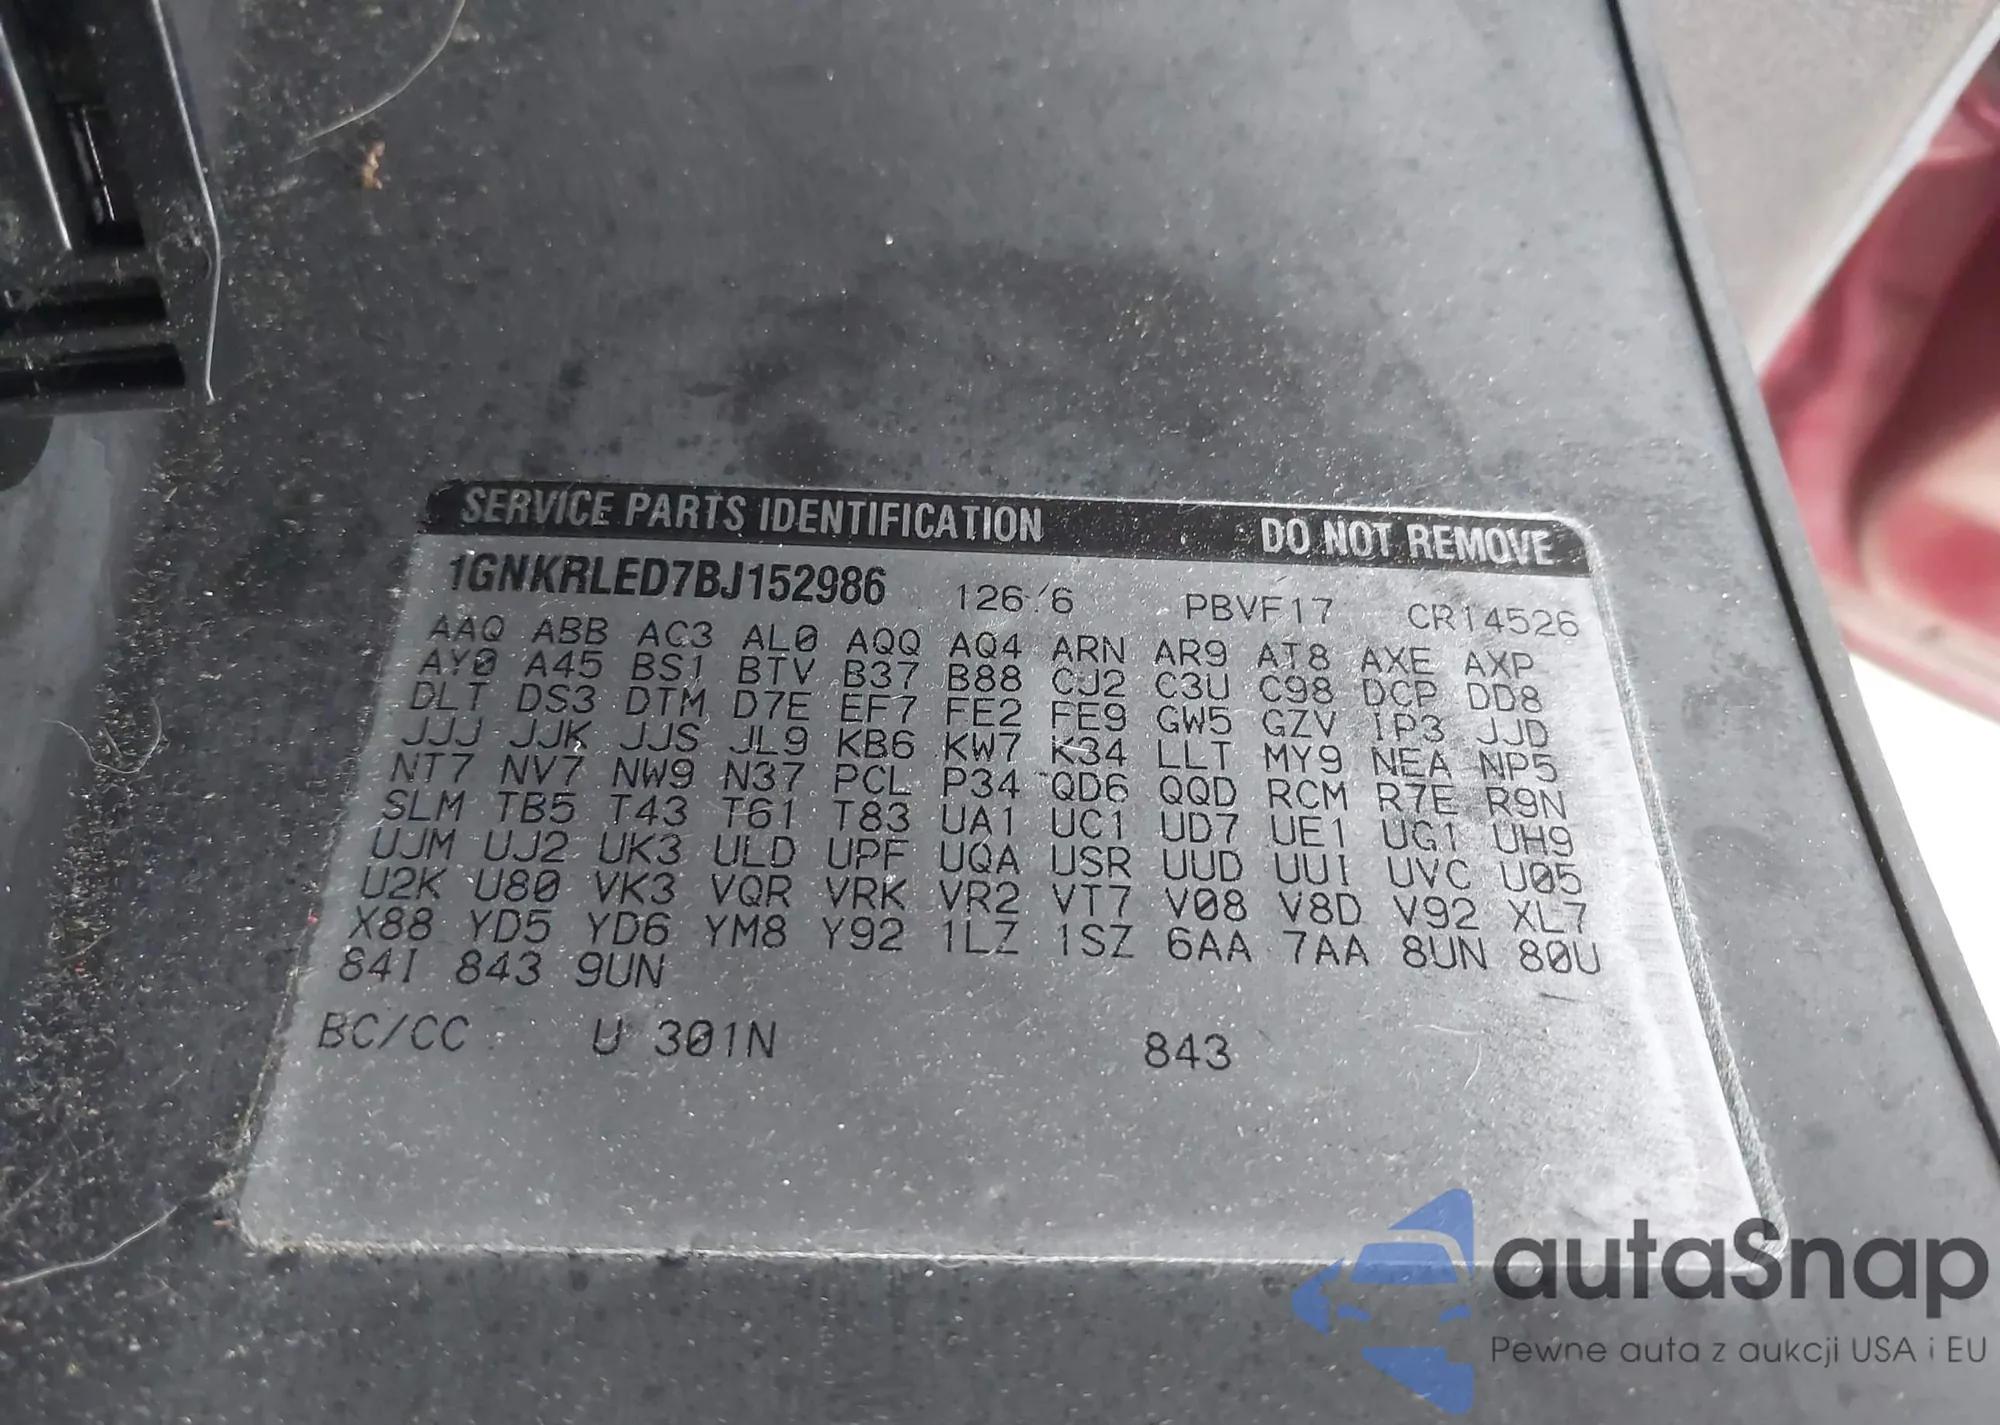 SERVICE PARTS IDENTIFICATION DO NOT REMOVE
1GNKRLED7BJ152986 126"/6 PBVF17 CR14526
AAQ ABB AC3 AL0 AQQ AQ4 ARN AR9 AT8 AXE AXP
AY0 A45 BS1 BTV B37 B88 CJ2 C3U C98 DCP DD8
DLT DS3 DTM D7E EF7 FE2 FE9 GW5 GZV IP3 JJD
JJJ JJK JJS JL9 KB6 KW7 K34 LLT MY9 NEA NP5
NT7 NV7 NW9 N37 PCL P34 QD6 QQD RCM R7E R9N
SLM TB5 T43 T61 T83 UA1 UC1 UD7 UE1 UG1 UH9
UJM UJ2 UK3 ULD UPF UQA USR UUD UUI UVC U05
U2K U80 VK3 VQR VRK VR2 VT7 V08 V8D V92 XL7
X88 YD5 YD6 YM8 Y92 1LZ 1SZ 6AA 7AA 8UN 80U
84I 843 9UN
BC/CC U 301N 843
autaSnap
Pewne auta z aukcji USA i EU